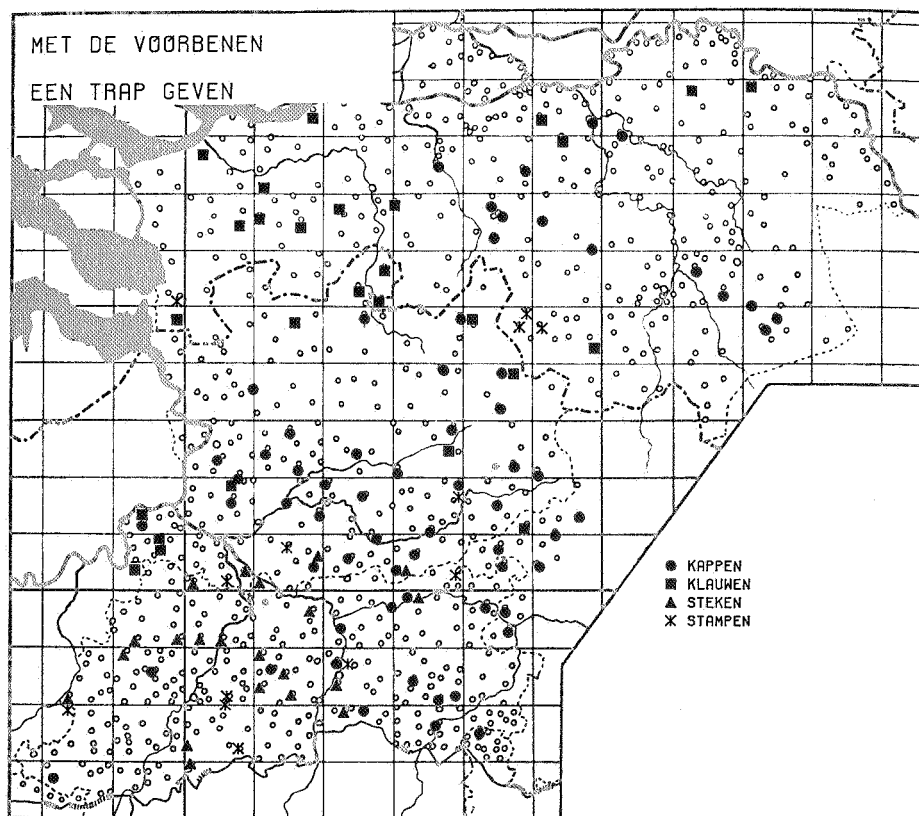 MET DE VOORBENEN
EEN TRAP GEVEN
KAPPEN
KLAUWEN
STEKEN
STAMPEN